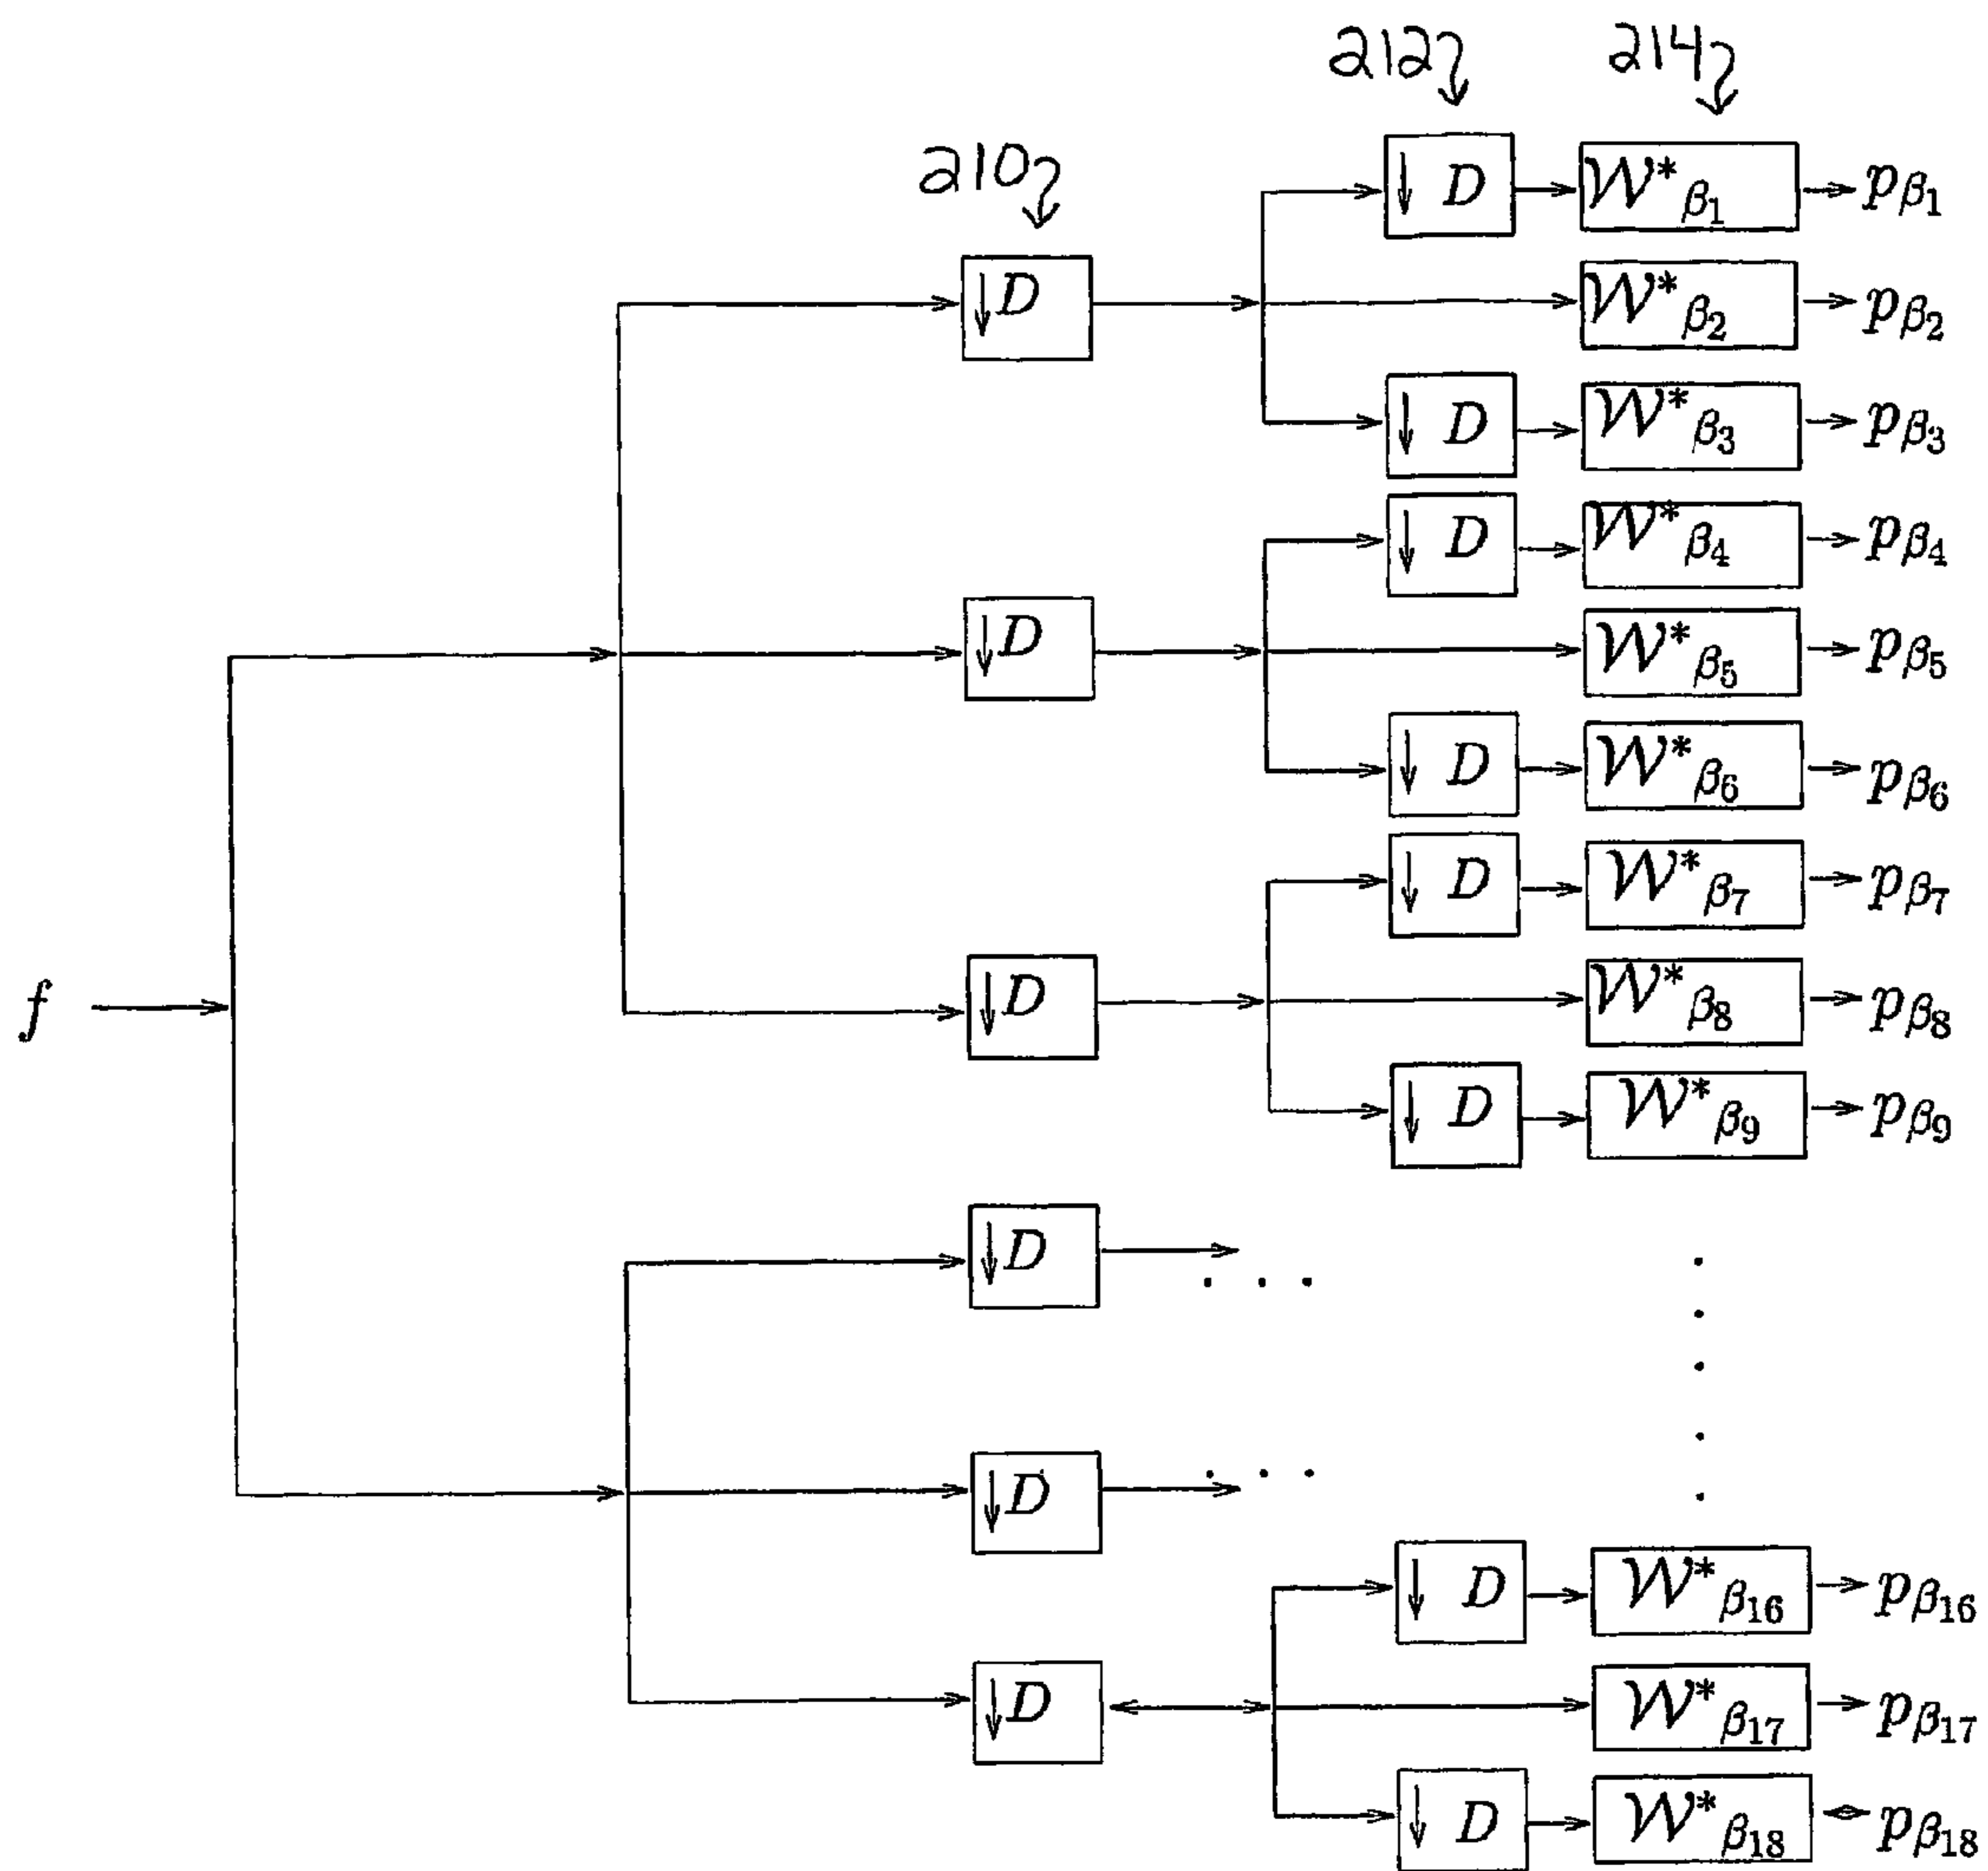 212 214
210
↓ D 𝒲*β₁ pβ₁
↓D 𝒲*β₂ pβ₂
↓ D 𝒲*β₃ pβ₃
↓ D 𝒲*β₄ pβ₄
↓D 𝒲*β₅ pβ₅
↓ D 𝒲*β₆ pβ₆
↓ D 𝒲*β₇ pβ₇
f ↓D 𝒲*β₈ pβ₈
↓ D 𝒲*β₉ pβ₉
↓D . . .
↓D . . .
↓ D 𝒲*β₁₆ pβ₁₆
↓D 𝒲*β₁₇ pβ₁₇
↓ D 𝒲*β₁₈ pβ₁₈